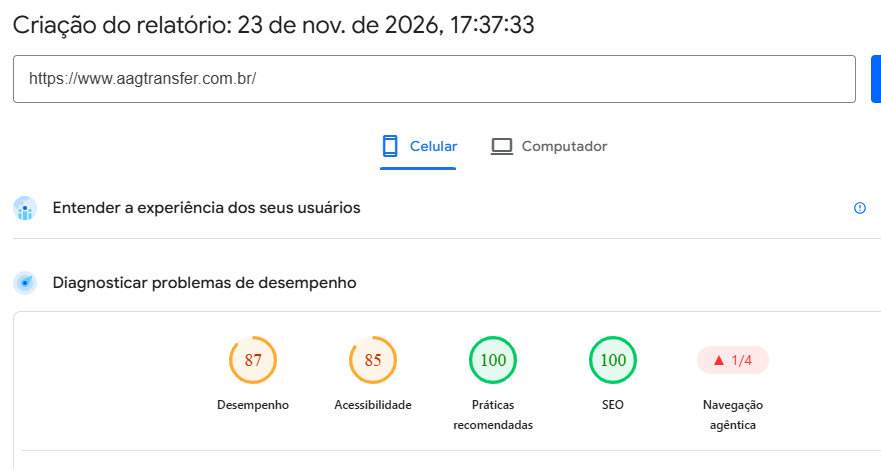 Criação do relatório: 23 de nov. de 2026, 17:37:33
https://www.aagtransfer.com.br/
Celular
Computador
Entender a experiência dos seus usuários
Diagnosticar problemas de desempenho
87
85
100
100
1/4
Desempenho
Acessibilidade
Práticas
recomendadas
SEO
Navegação
agêntica